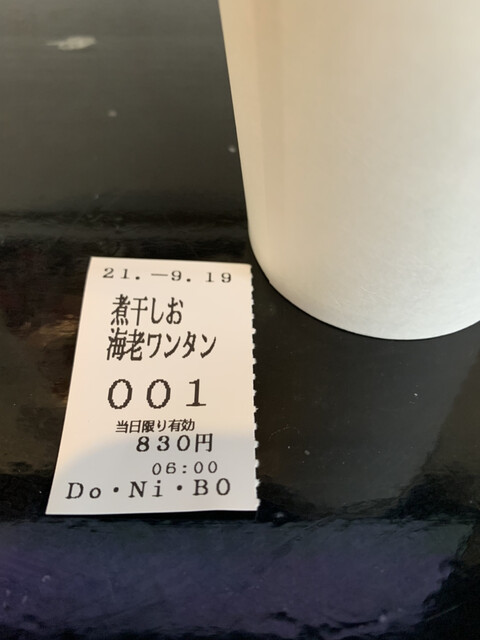 21.-9.19
煮干しお
海老ワンタン
001
当日限り有効
830円
06:00
Do・Ni・BO